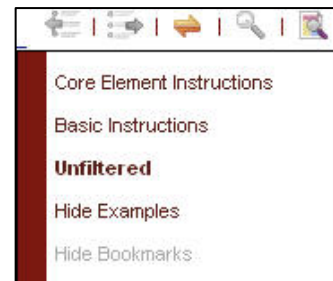 Core Element Instructions
Basic Instructions
Unfiltered
Hide Examples
Hide Bookmarks